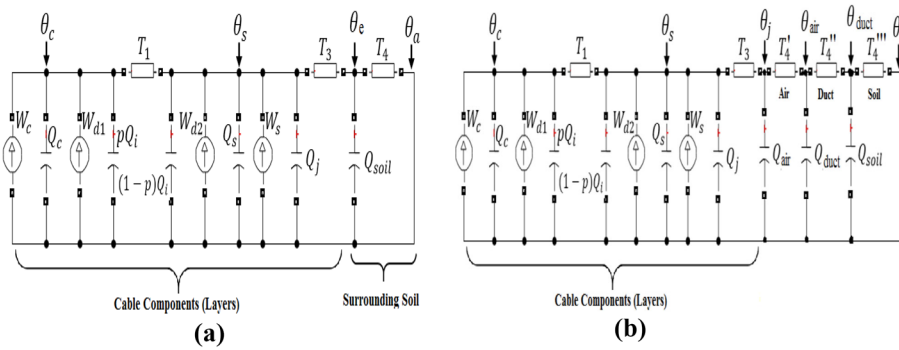 θc
θs
θe
θa
T1
T3
T4
Wc
Qc
Wd1
pQi
(1−p)Qi
Wd2
Qs
Ws
Qj
Qsoil
Cable Components (Layers)
Surrounding Soil
(a)
θc
θs
θj
θair
θduct
T1
T3
T4'
T4''
T4'''
Air
Duct
Soil
Wc
Qc
Wd1
pQi
(1−p)Qi
Wd2
Qs
Ws
Qj
Qair
Qduct
Qsoil
Cable Components (Layers)
(b)